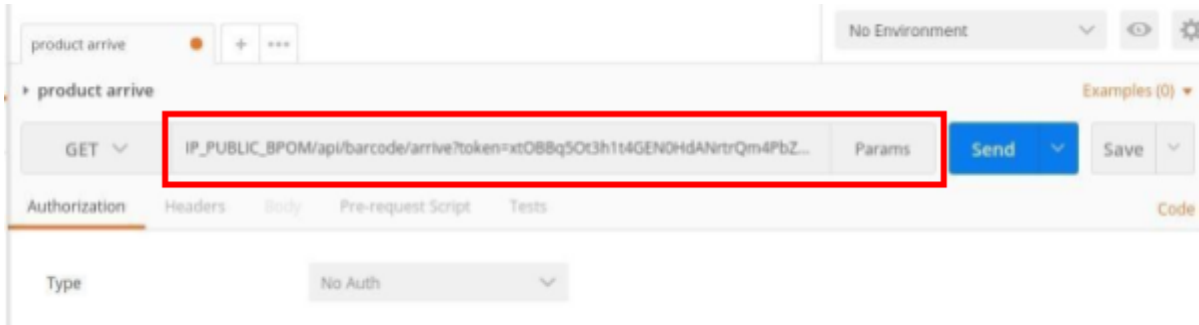 product arrive
No Environment
product arrive
Examples (0)
GET
IP_PUBLIC_BPOM/api/barcode/arrive?token=xtOBBq5Ot3h1t4GEN0HdANrtrQm4PbZ...
Params
Send
Save
Authorization
Headers
Body
Pre-request Script
Tests
Code
Type
No Auth